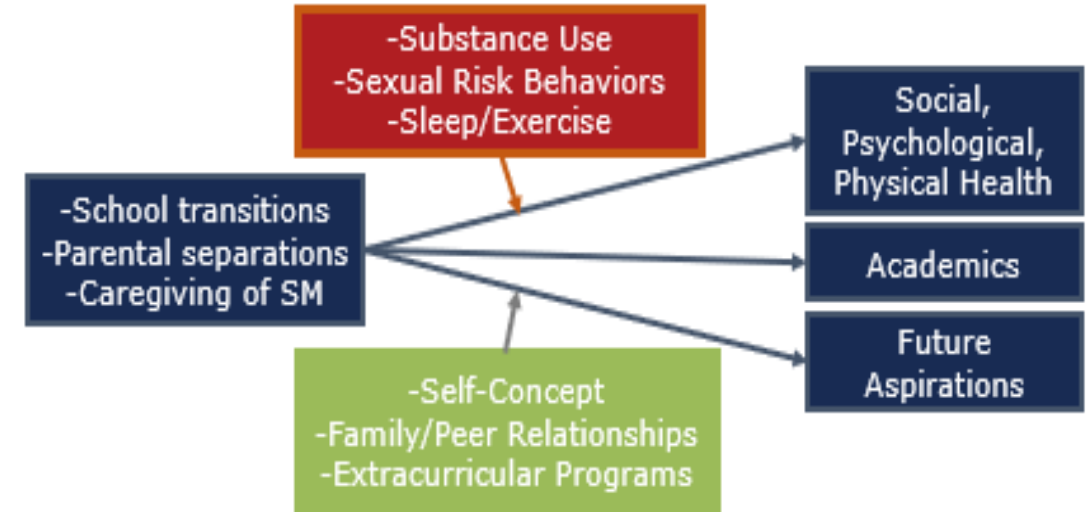 -Substance Use
-Sexual Risk Behaviors
-Sleep/Exercise
-School transitions
-Parental separations
-Caregiving of SM
Social,
Psychological,
Physical Health
Academics
Future
Aspirations
-Self-Concept
-Family/Peer Relationships
-Extracurricular Programs